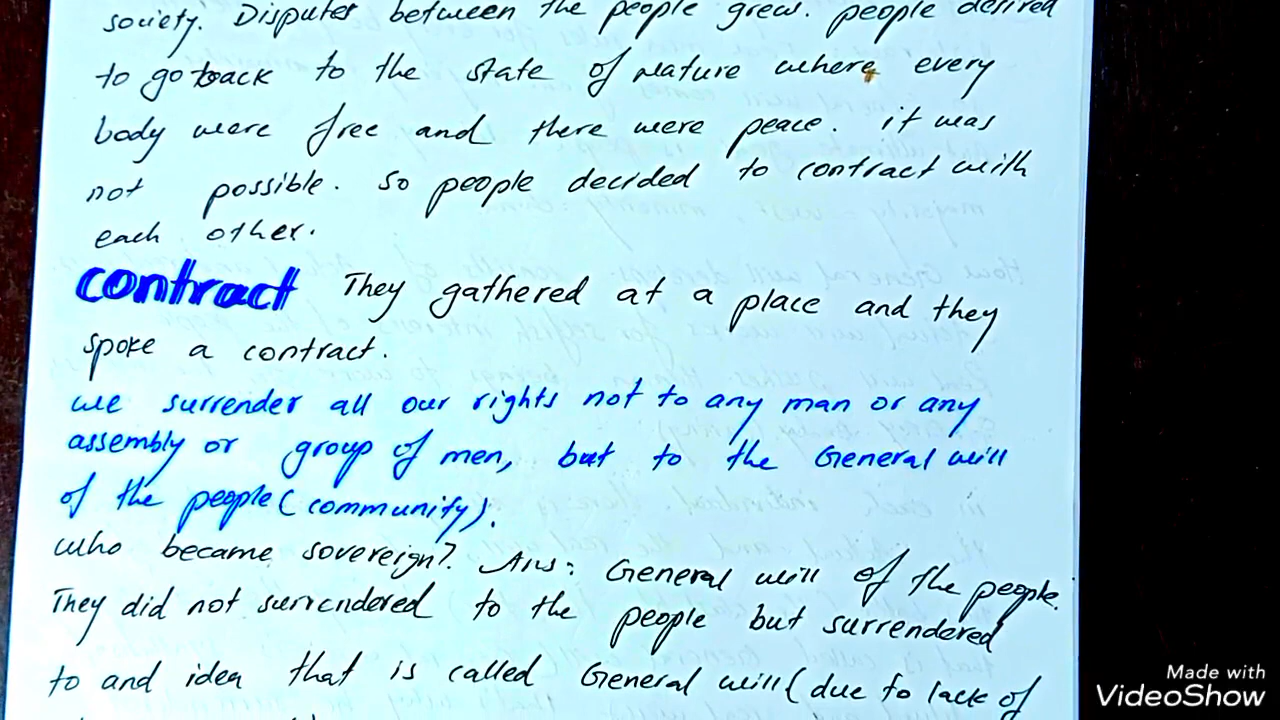 society. Disputes between the people grew. people desired
to go back to the state of nature where every
body were free and there were peace. it was
not possible. so people decided to contract with
each other.
contract They gathered at a place and they
spoke a contract.
we surrender all our rights not to any man or any
assembly or group of men, but to the General will
of the people (community).
who became sovereign? Ans: General will of the people.
They did not surrendered to the people but surrendered
to and idea that is called General will (due to lack of
Made with
VideoShow